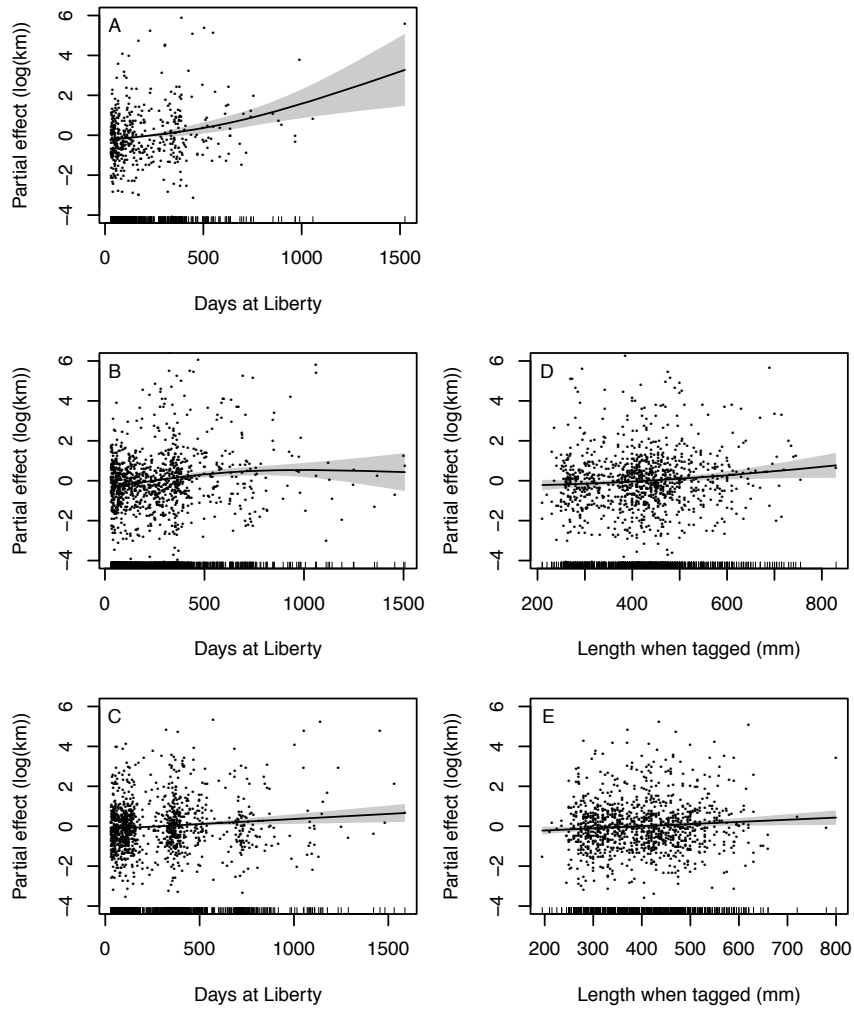 A
Partial effect (log(km))
6
4
2
0
−2
−4
0 500 1000 1500
Days at Liberty
B
Partial effect (log(km))
6
4
2
0
−2
−4
0 500 1000 1500
Days at Liberty
D
Partial effect (log(km))
6
4
2
0
−2
−4
200 400 600 800
Length when tagged (mm)
C
Partial effect (log(km))
6
4
2
0
−2
−4
0 500 1000 1500
Days at Liberty
E
Partial effect (log(km))
6
4
2
0
−2
−4
200 300 400 500 600 700 800
Length when tagged (mm)